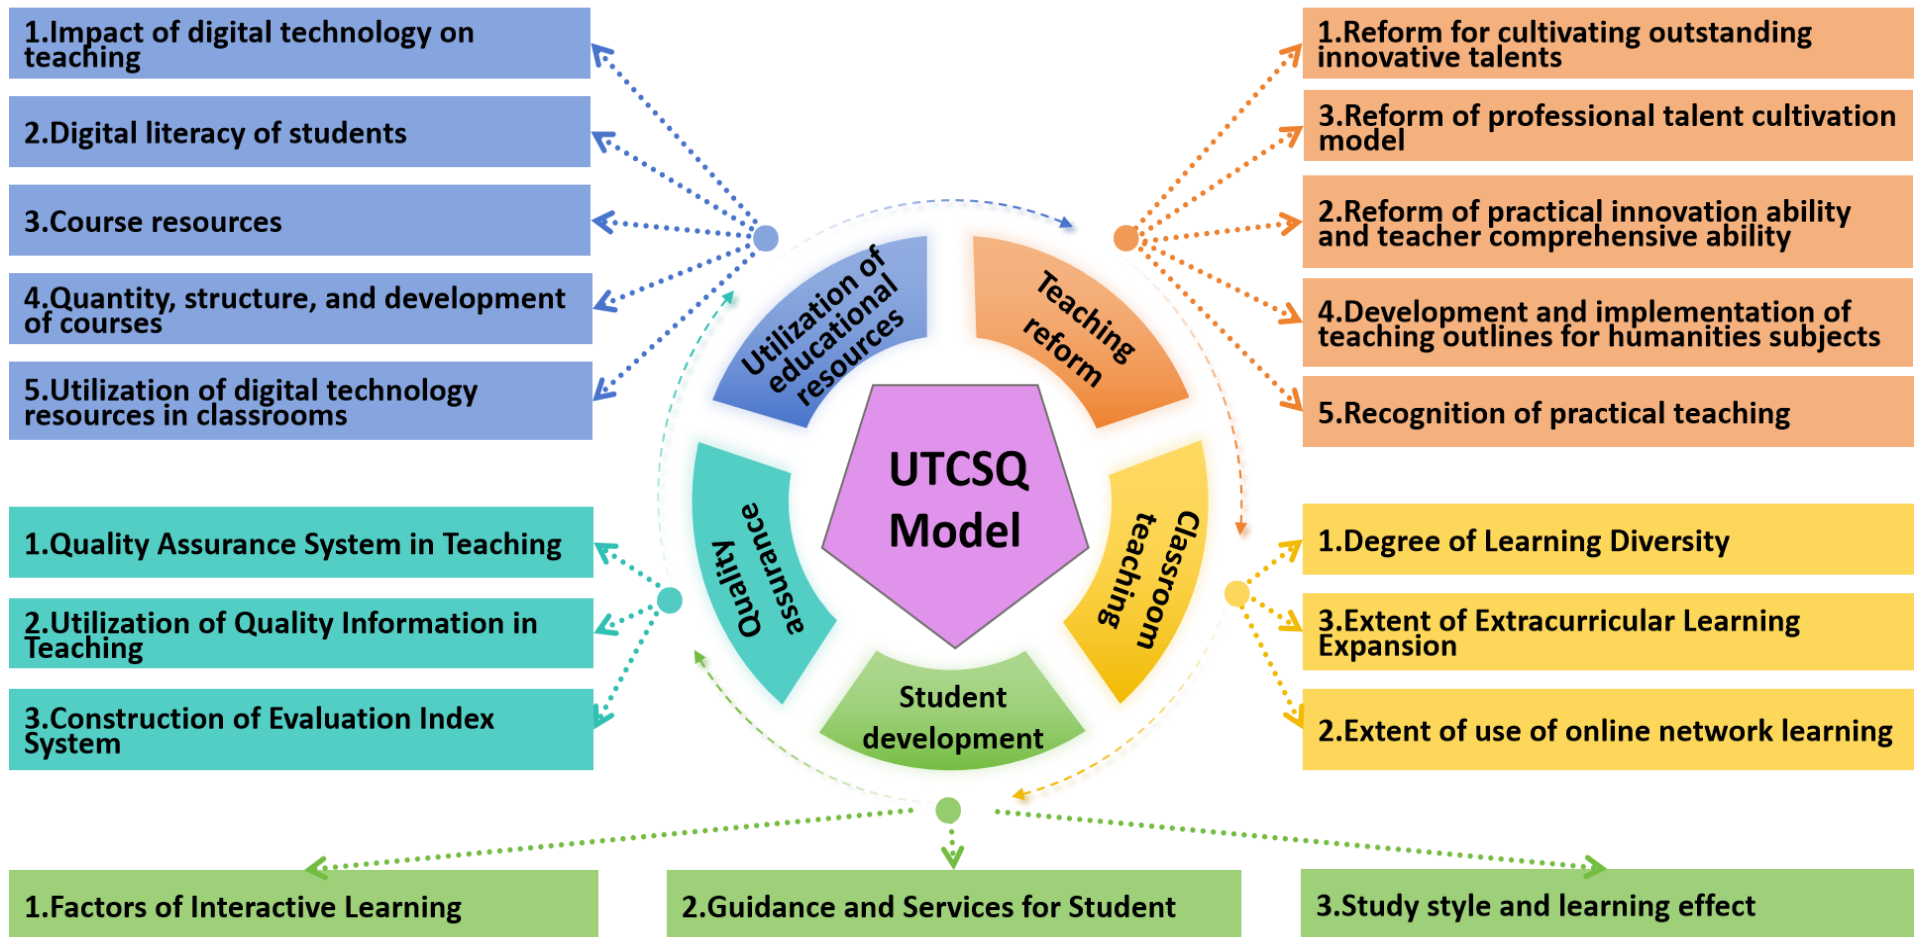 1.Impact of digital technology on
teaching
2.Digital literacy of students
3.Course resources
4.Quantity, structure, and development
of courses
5.Utilization of digital technology
resources in classrooms
1.Quality Assurance System in Teaching
2.Utilization of Quality Information in
Teaching
3.Construction of Evaluation Index
System
Utilization of
educational
resources
Teaching
reform
Classroom
teaching
Student
development
Quality
assurance
UTCSQ
Model
1.Reform for cultivating outstanding
innovative talents
3.Reform of professional talent cultivation
model
2.Reform of practical innovation ability
and teacher comprehensive ability
4.Development and implementation of
teaching outlines for humanities subjects
5.Recognition of practical teaching
1.Degree of Learning Diversity
3.Extent of Extracurricular Learning
Expansion
2.Extent of use of online network learning
1.Factors of Interactive Learning
2.Guidance and Services for Student
3.Study style and learning effect